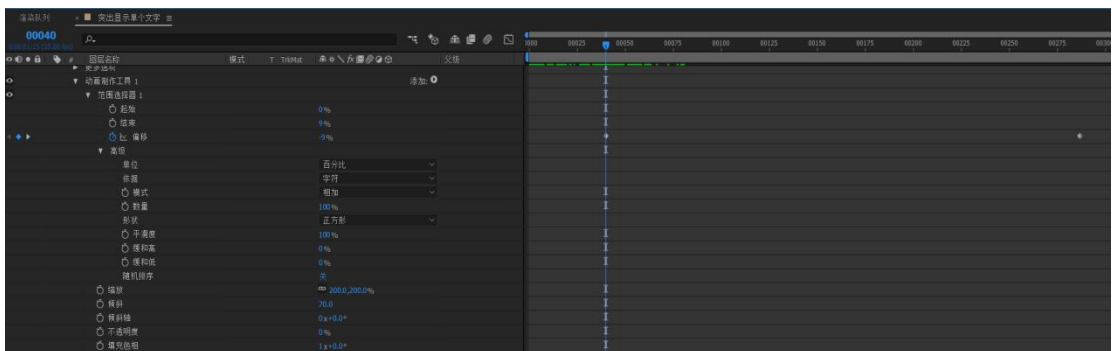 渲染队列 × 突出显示单个文字 ≡
00040
0000 00025 00050 00075 00100 00125 00150 00175 00200 00225 00250 00275 0030
# 图层名称 模式 T TrkMat 父级
更多选项
动画制作工具 1 添加:
范围选择器 1
起始 0%
结束 9%
偏移 -9%
高级
单位 百分比
依据 字符
模式 相加
数量 100%
形状 正方形
平滑度 100%
缓和高 0%
缓和低 0%
随机排序 关
缩放 200.0,200.0%
倾斜 70.0
倾斜轴 0x+0.0°
不透明度 0%
填充色相 1x+0.0°